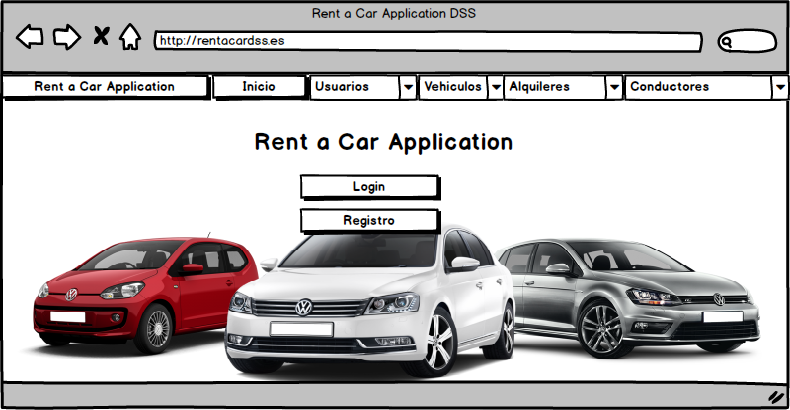 Rent a Car Application DSS
http://rentacardss.es
Rent a Car Application
Inicio
Usuarios
Vehiculos
Alquileres
Conductores
Rent a Car Application
Login
Registro